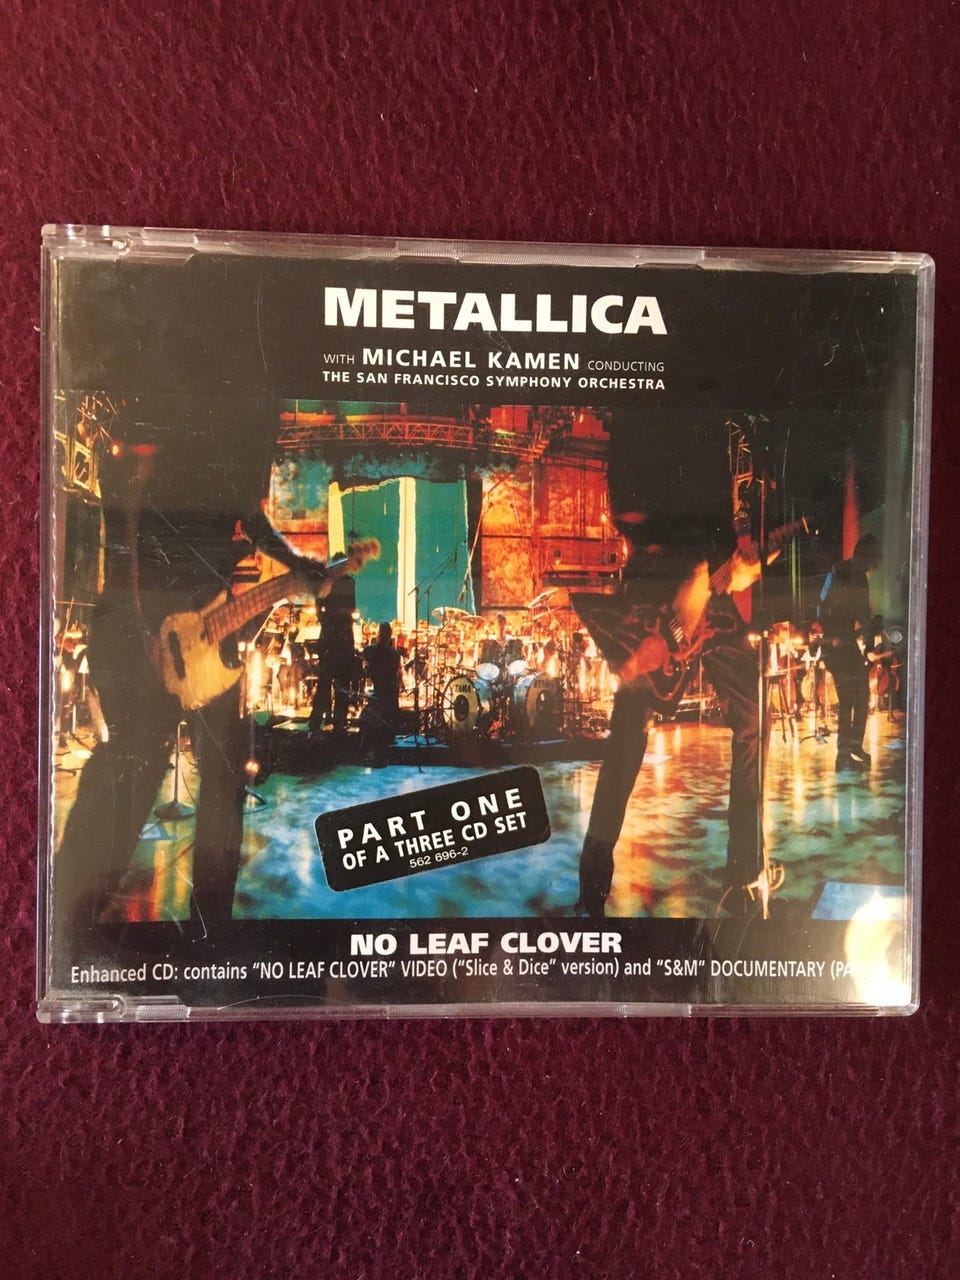 METALLICA
WITH MICHAEL KAMEN CONDUCTING
THE SAN FRANCISCO SYMPHONY ORCHESTRA
TAMA
PART ONE
OF A THREE CD SET
562 696-2
NO LEAF CLOVER
Enhanced CD: contains "NO LEAF CLOVER" VIDEO ("Slice & Dice" version) and "S&M" DOCUMENTARY